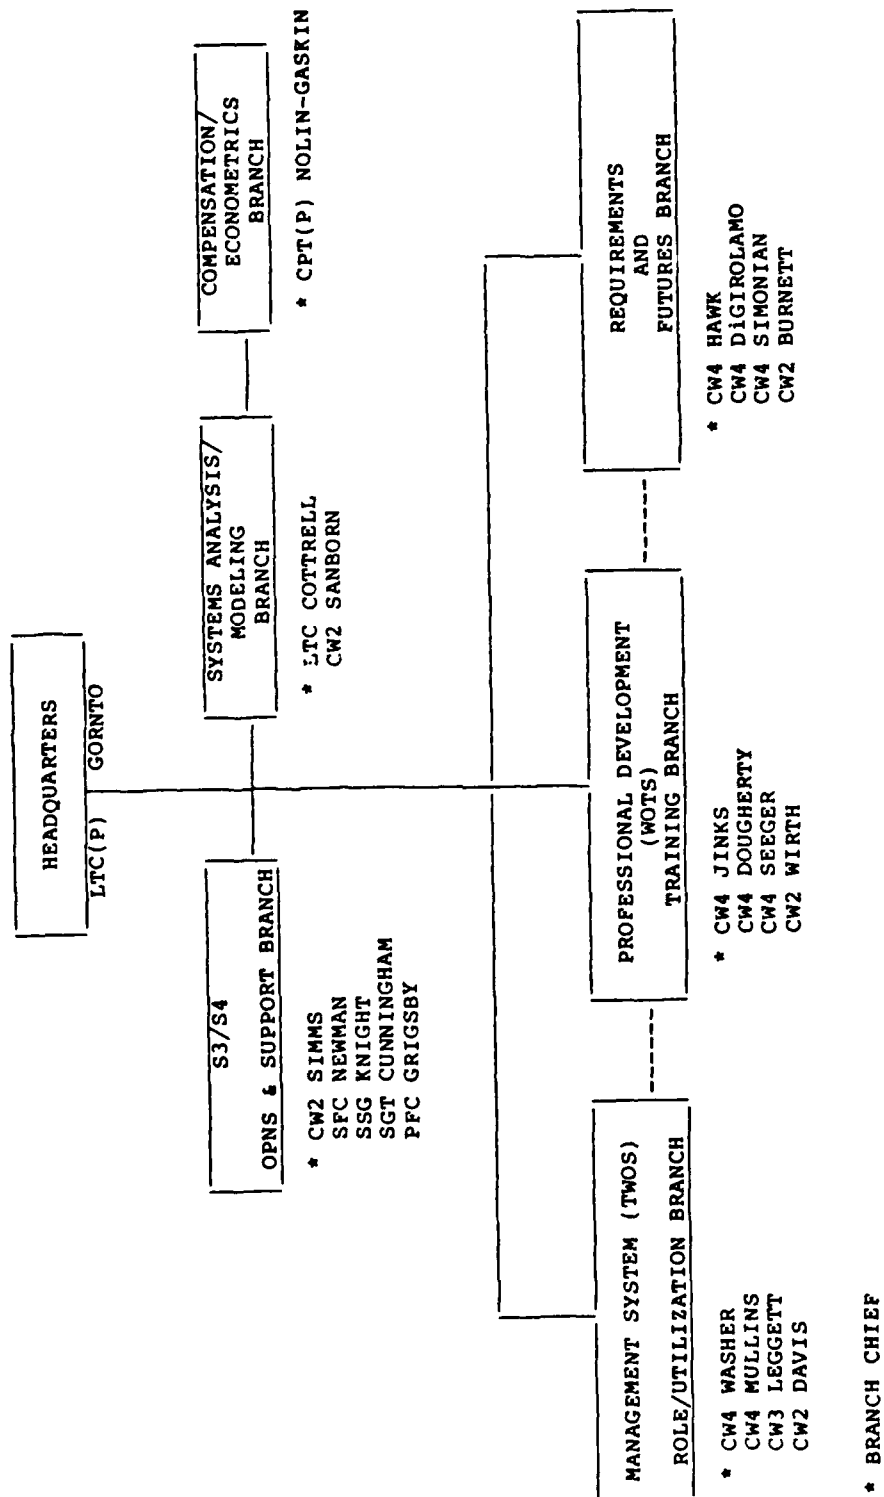 HEADQUARTERS
LTC(P) GORNTO
S3/S4
OPNS & SUPPORT BRANCH
* CW2 SIMMS
SFC NEWMAN
SSG KNIGHT
SGT CUNNINGHAM
PFC GRIGSBY
SYSTEMS ANALYSIS/
MODELING
BRANCH
* LTC COTTRELL
CW2 SANBORN
COMPENSATION/
ECONOMETRICS
BRANCH
* CPT(P) NOLIN-GASKIN
MANAGEMENT SYSTEM (TWOS)
ROLE/UTILIZATION BRANCH
* CW4 WASHER
CW4 MULLINS
CW3 LEGGETT
CW2 DAVIS
PROFESSIONAL DEVELOPMENT
(WOTS)
TRAINING BRANCH
* CW4 JINKS
CW4 DOUGHERTY
CW4 SEEGER
CW2 WIRTH
REQUIREMENTS
AND
FUTURES BRANCH
* CW4 HAWK
CW4 DiGIROLAMO
CW4 SIMONIAN
CW2 BURNETT
* BRANCH CHIEF